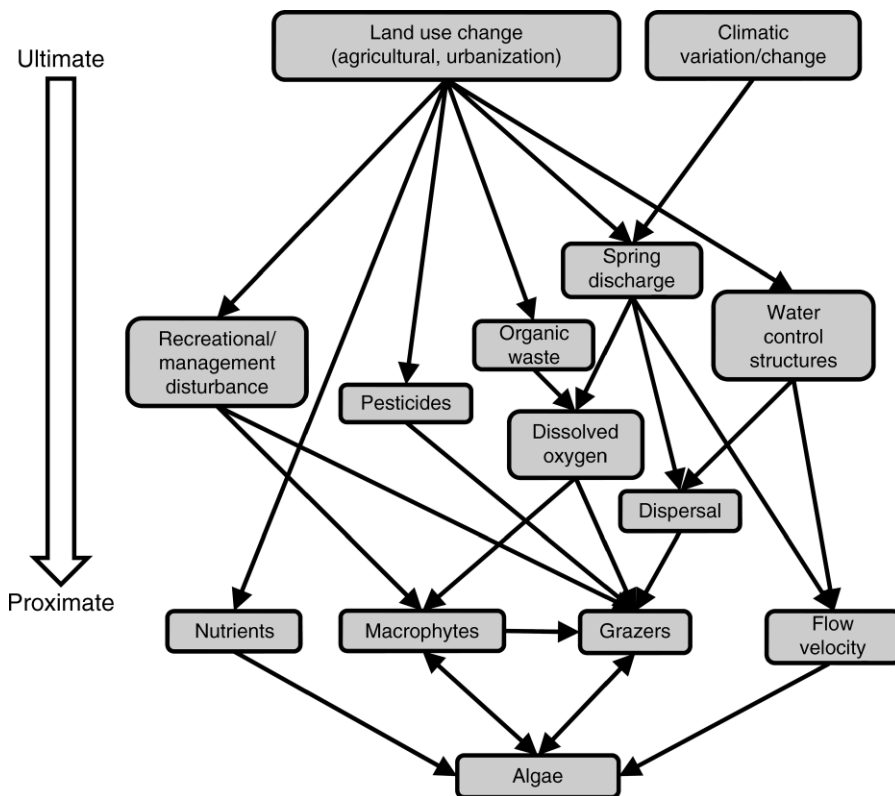 Land use change
(agricultural, urbanization)
Climatic
variation/change
Ultimate
Spring
discharge
Water
control
structures
Recreational/
management
disturbance
Organic
waste
Pesticides
Dissolved
oxygen
Dispersal
Proximate
Nutrients
Macrophytes
Grazers
Flow
velocity
Algae